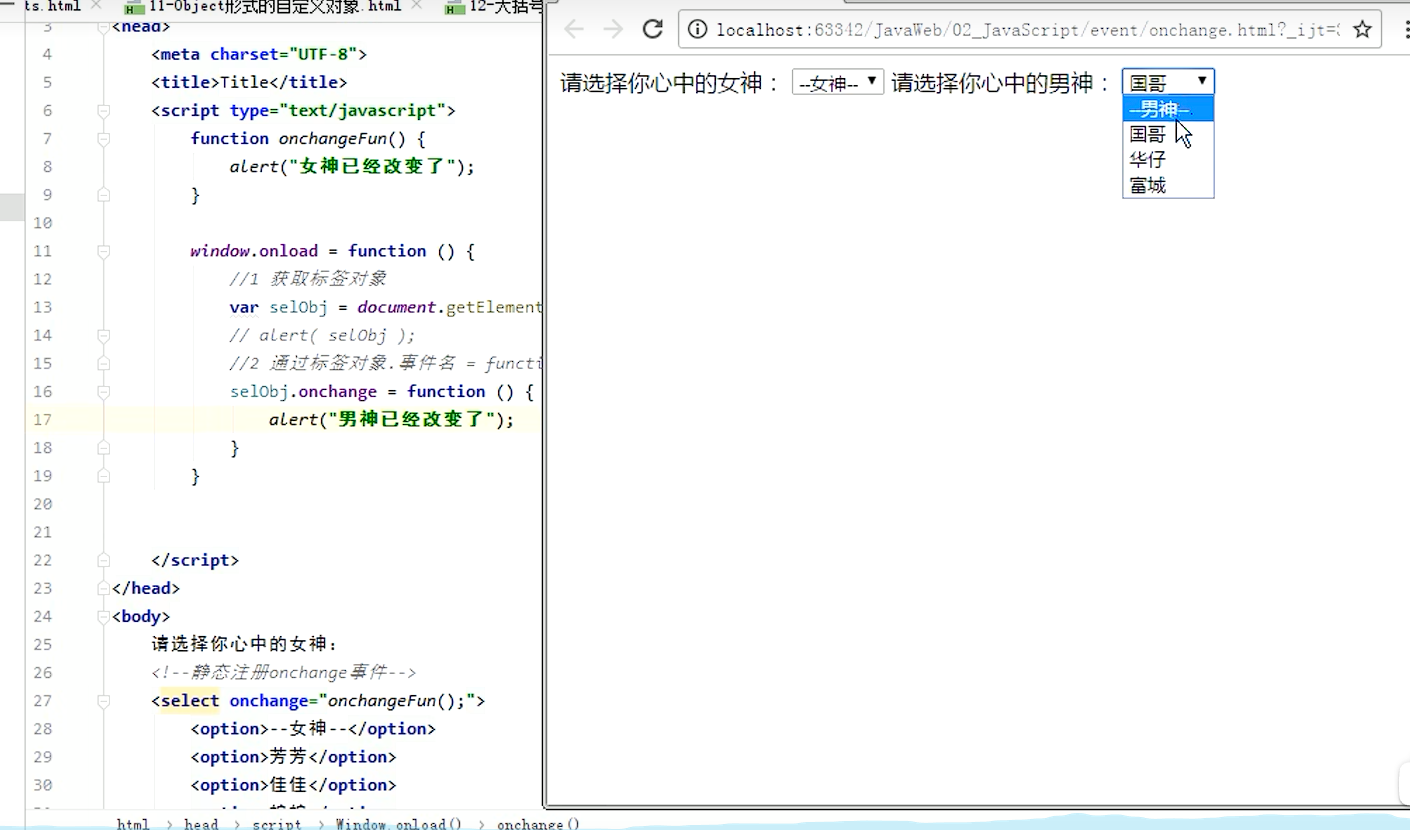 ts.html 11-Object形式的自定义对象.html 12-大括号
3 <head>
4 <meta charset="UTF-8">
5 <title>Title</title>
6 <script type="text/javascript">
7 function onchangeFun() {
8 alert("女神已经改变了");
9 }
10
11 window.onload = function () {
12 //1 获取标签对象
13 var selObj = document.getElement
14 // alert( selObj );
15 //2 通过标签对象.事件名 = functi
16 selObj.onchange = function () {
17 alert("男神已经改变了");
18 }
19 }
20
21
22 </script>
23 </head>
24 <body>
25 请选择你心中的女神：
26 <!--静态注册onchange事件-->
27 <select onchange="onchangeFun();">
28 <option>--女神--</option>
29 <option>芳芳</option>
30 <option>佳佳</option>
html > head > script > Window.onload() > onchange()
localhost:63342/JavaWeb/02_JavaScript/event/onchange.html?_ijt=
请选择你心中的女神： --女神-- 请选择你心中的男神： 国哥
--男神--
国哥
华仔
富城